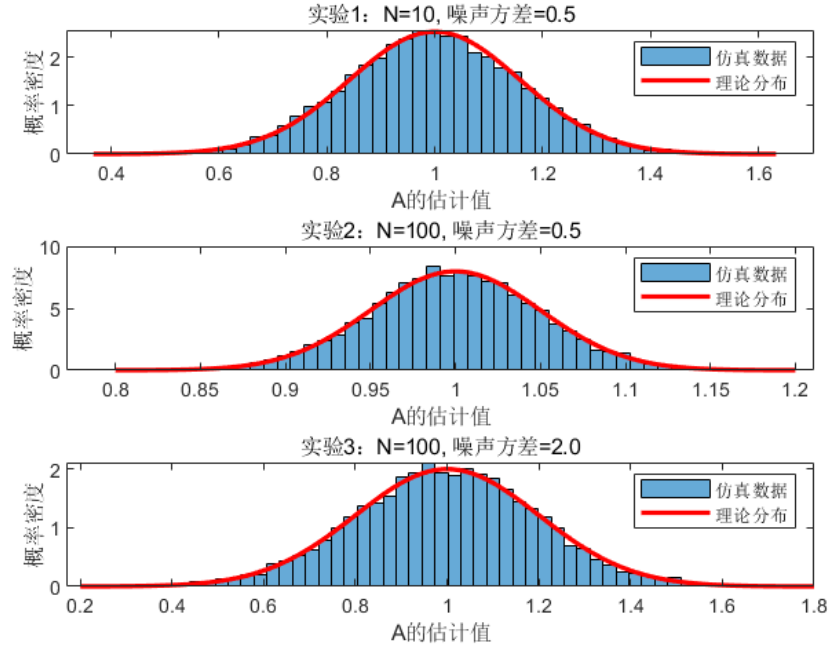 实验1：N=10, 噪声方差=0.5
概率密度
2
1
0
仿真数据
理论分布
0.4 0.6 0.8 1 1.2 1.4 1.6
A的估计值
实验2：N=100, 噪声方差=0.5
概率密度
10
5
0
仿真数据
理论分布
0.8 0.85 0.9 0.95 1 1.05 1.1 1.15 1.2
A的估计值
实验3：N=100, 噪声方差=2.0
概率密度
2
1
0
仿真数据
理论分布
0.2 0.4 0.6 0.8 1 1.2 1.4 1.6 1.8
A的估计值